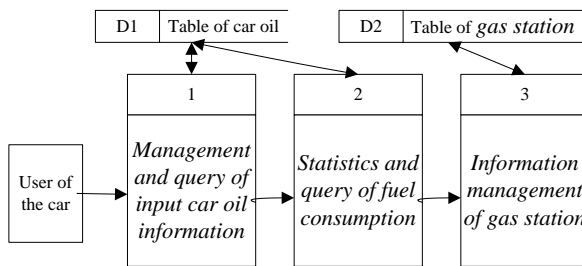 D1 Table of car oil
D2 Table of gas station
1
2
3
User of
the car
Management
and query of
input car oil
information
Statistics and
query of fuel
consumption
Information
management
of gas station